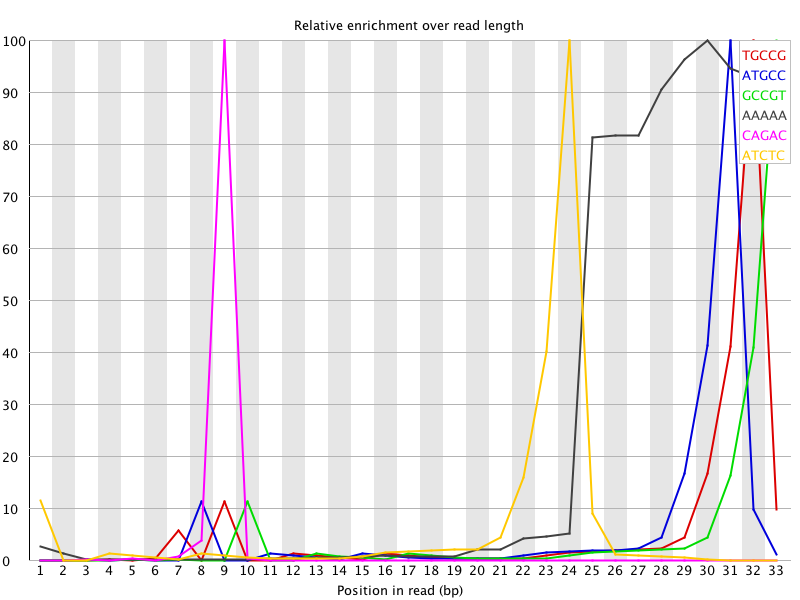 Relative enrichment over read length
100
90
80
70
60
50
40
30
20
10
0
TGCCG
ATGCC
GCCGT
AAAAA
CAGAC
ATCTC
1 2 3 4 5 6 7 8 9 10 11 12 13 14 15 16 17 18 19 20 21 22 23 24 25 26 27 28 29 30 31 32 33
Position in read (bp)